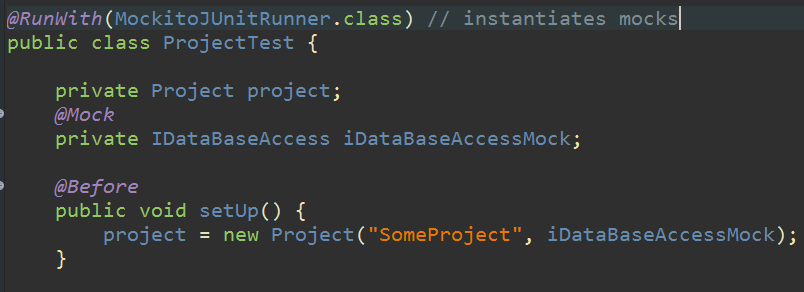 @RunWith(MockitoJUnitRunner.class) // instantiates mocks
public class ProjectTest {
private Project project;
@Mock
private IDataBaseAccess iDataBaseAccessMock;
@Before
public void setUp() {
project = new Project("SomeProject", iDataBaseAccessMock);
}